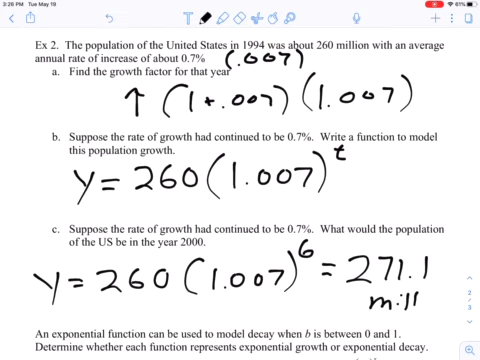 3:26 PM Tue May 19
61%
Ex 2. The population of the United States in 1994 was about 260 million with an average
annual rate of increase of about 0.7%
(.007)
a. Find the growth factor for that year
↑ (1+.007) (1.007)
b. Suppose the rate of growth had continued to be 0.7%. Write a function to model
this population growth.
y = 260(1.007)^t
c. Suppose the rate of growth had continued to be 0.7%. What would the population
of the US be in the year 2000.
y = 260(1.007)^6 = 271.1
mill
2
/
3
An exponential function can be used to model decay when b is between 0 and 1.
Determine whether each function represents exponential growth or exponential decay.